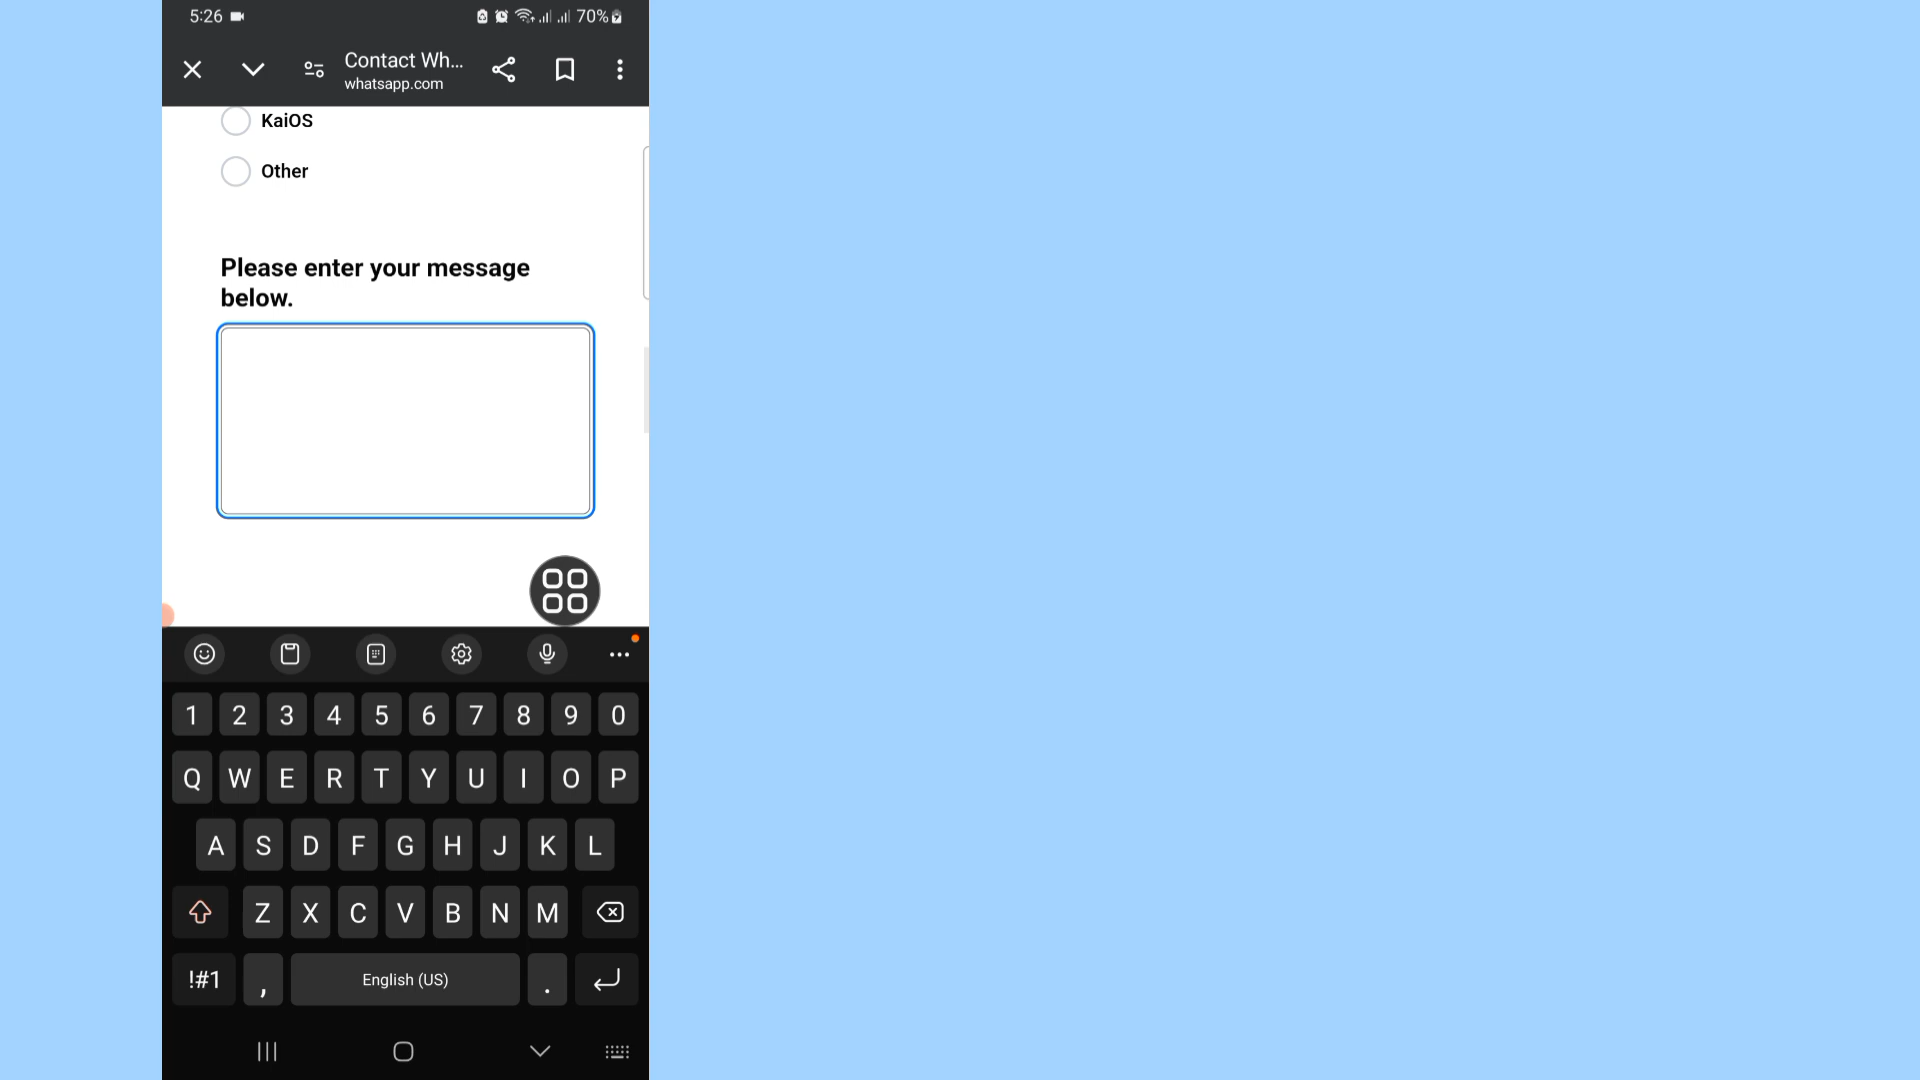 5:26
70%
Contact Wh...
whatsapp.com
KaiOS
Other
Please enter your message
below.
1 2 3 4 5 6 7 8 9 0
Q W E R T Y U I O P
A S D F G H J K L
Z X C V B N M
!#1 , English (US) .